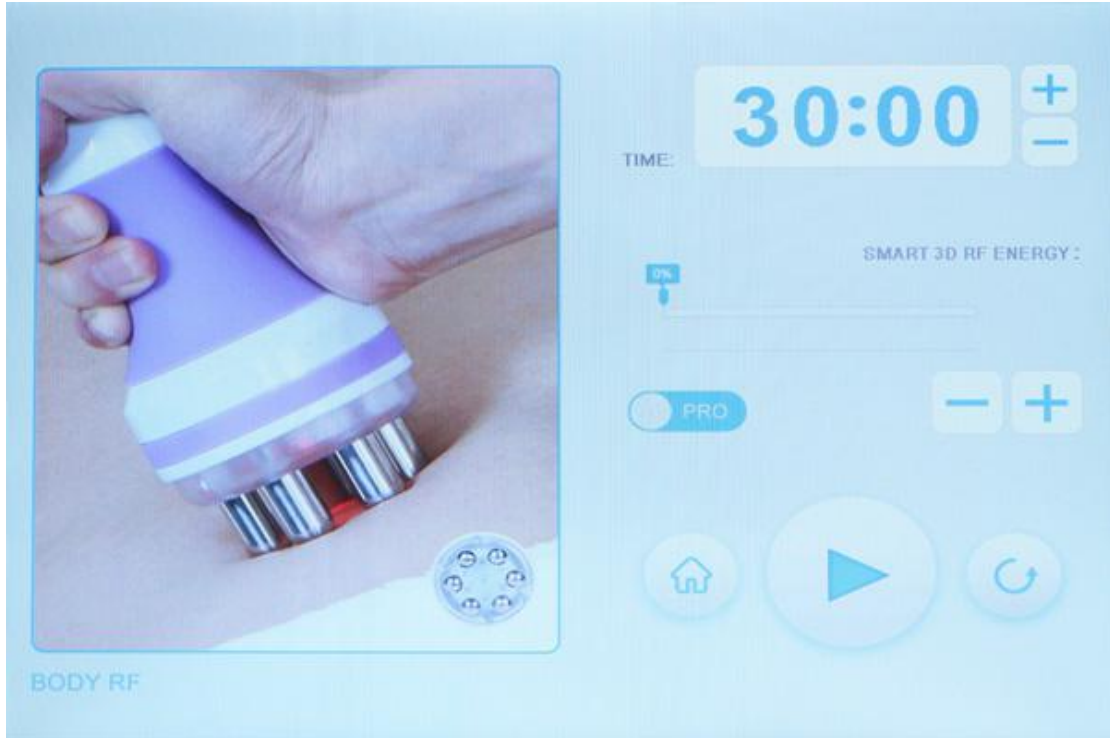 30:00
TIME:
SMART 3D RF ENERGY :
0%
PRO
BODY RF